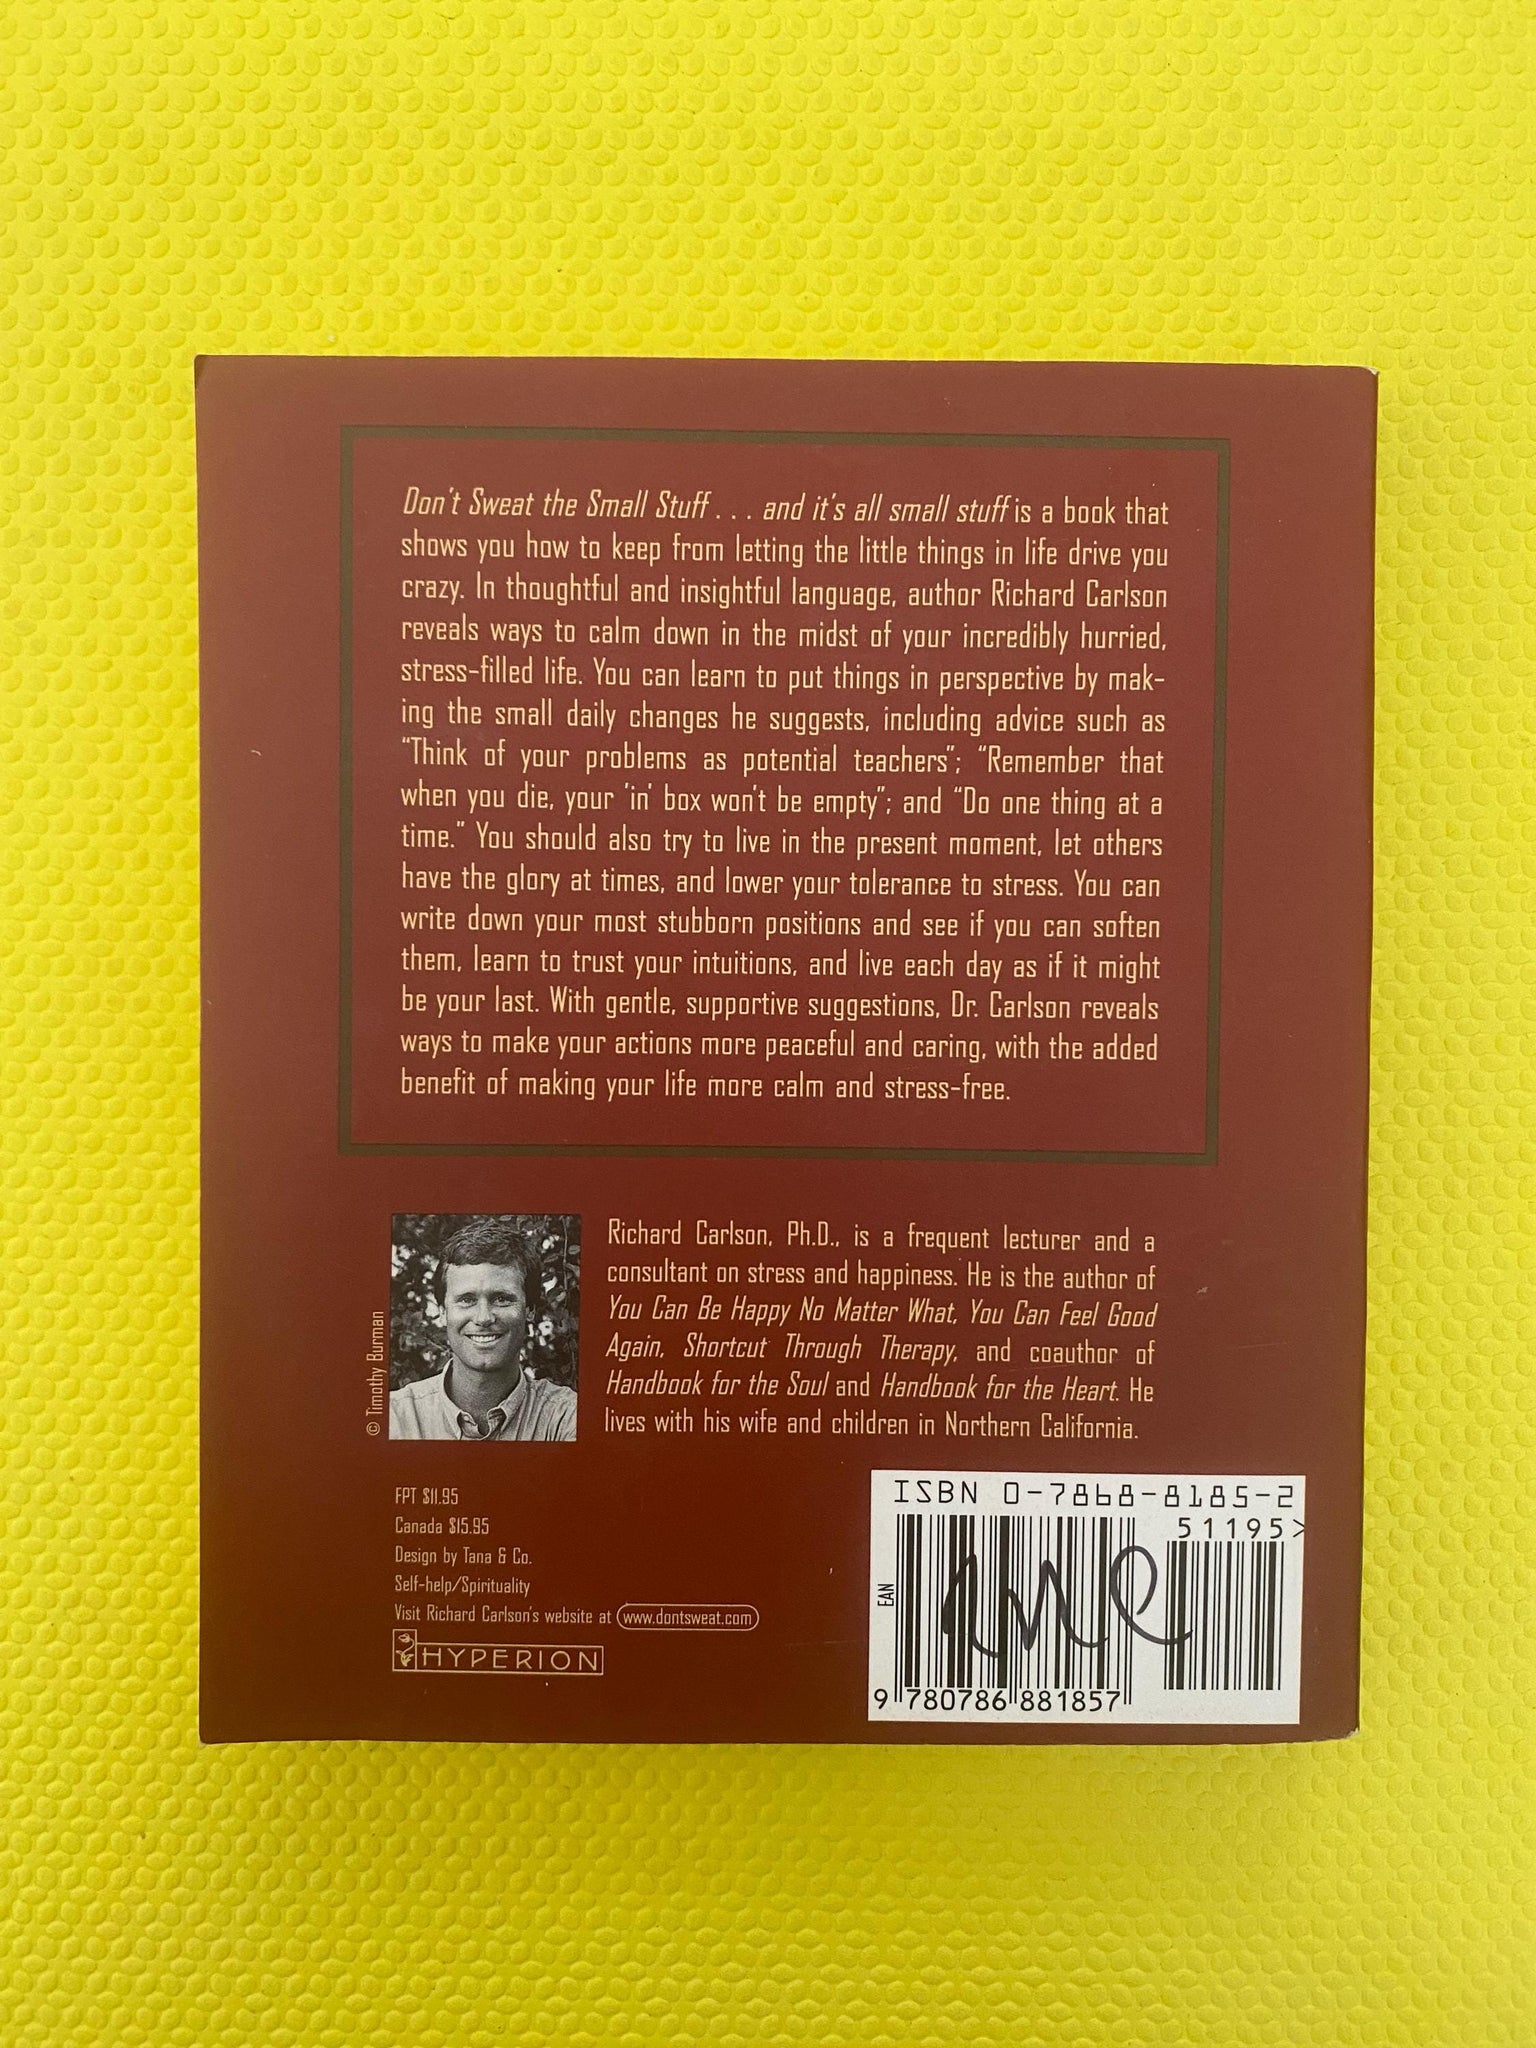 Don't Sweat the Small Stuff . . . and it's all small stuff is a book that
shows you how to keep from letting the little things in life drive you
crazy. In thoughtful and insightful language, author Richard Carlson
reveals ways to calm down in the midst of your incredibly hurried,
stress-filled life. You can learn to put things in perspective by mak-
ing the small daily changes he suggests, including advice such as
“Think of your problems as potential teachers”; “Remember that
when you die, your 'in' box won't be empty”; and “Do one thing at a
time.” You should also try to live in the present moment, let others
have the glory at times, and lower your tolerance to stress. You can
write down your most stubborn positions and see if you can soften
them, learn to trust your intuitions, and live each day as if it might
be your last. With gentle, supportive suggestions, Dr. Carlson reveals
ways to make your actions more peaceful and caring, with the added
benefit of making your life more calm and stress-free.
© Timothy Burman
Richard Carlson, Ph.D., is a frequent lecturer and a
consultant on stress and happiness. He is the author of
You Can Be Happy No Matter What, You Can Feel Good
Again, Shortcut Through Therapy, and coauthor of
Handbook for the Soul and Handbook for the Heart. He
lives with his wife and children in Northern California.
FPT $11.95
Canada $15.95
Design by Tana & Co.
Self-help/Spirituality
Visit Richard Carlson's website at www.dontsweat.com
HYPERION
ISBN 0-7868-8185-2
51195>
EAN
9 780786 881857